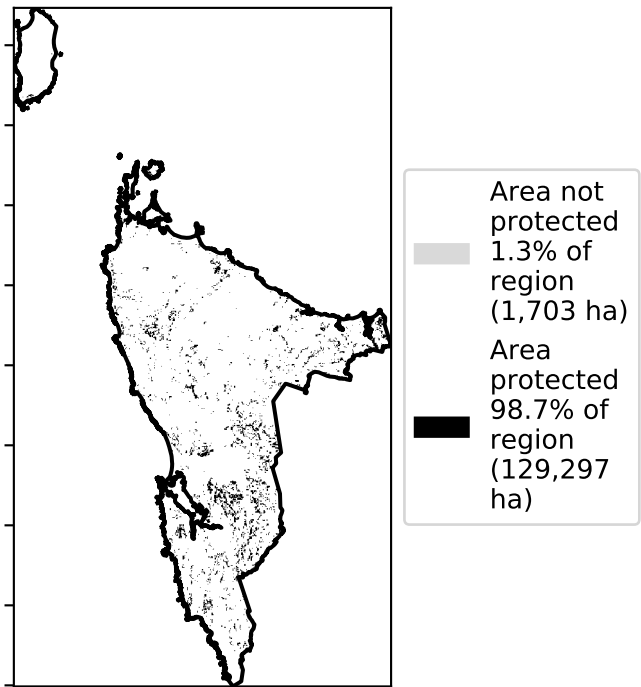 Area not
protected
1.3% of
region
(1,703 ha)
Area
protected
98.7% of
region
(129,297
ha)